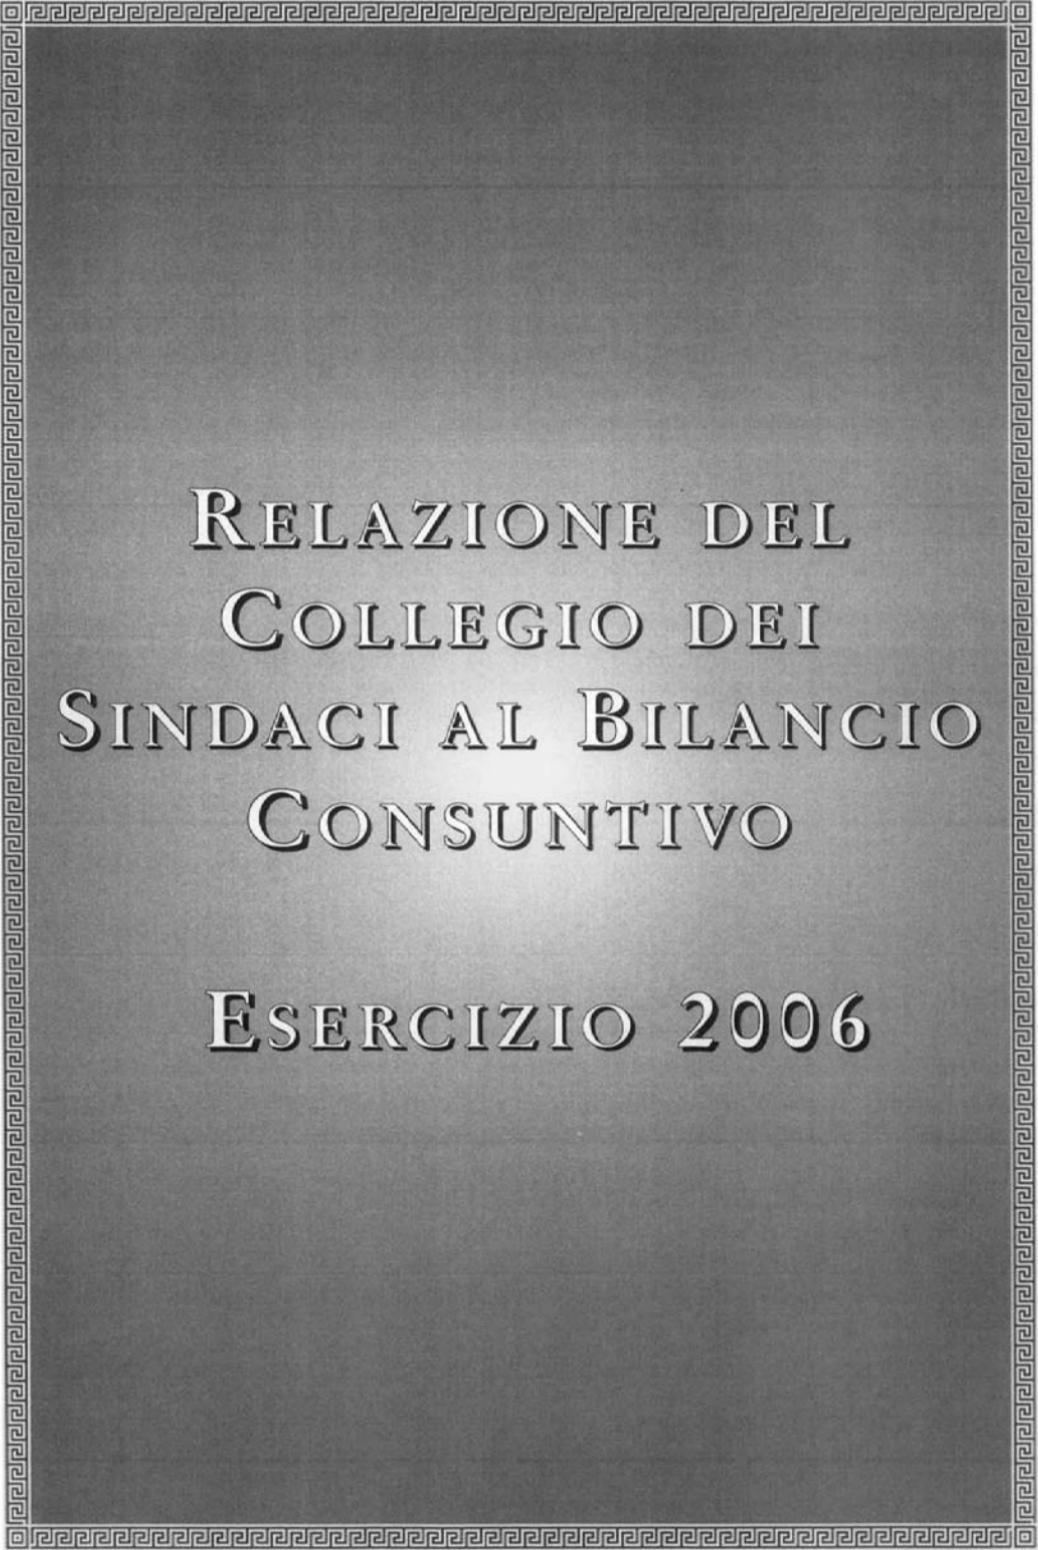 Relazione del
Collegio dei
Sindaci al Bilancio
Consuntivo
Esercizio 2006